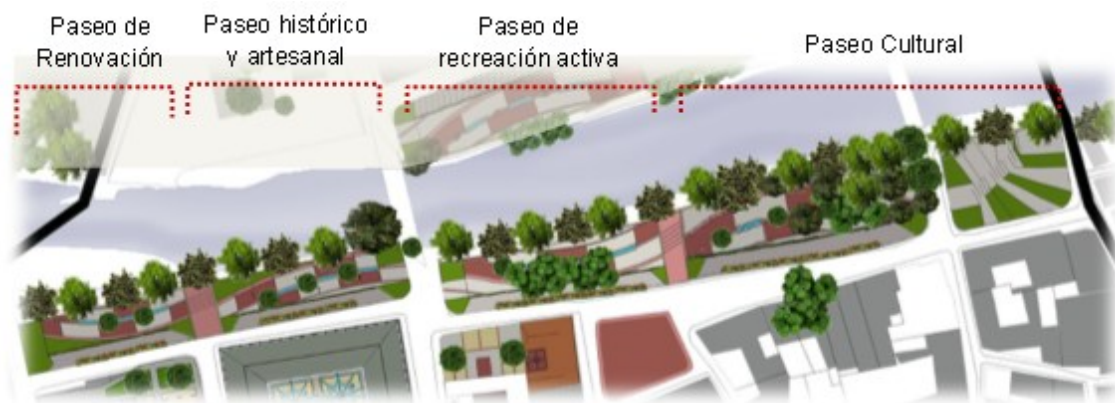 Paseo de
Renovación
Paseo histórico
y artesanal
Paseo de
recreación activa
Paseo Cultural